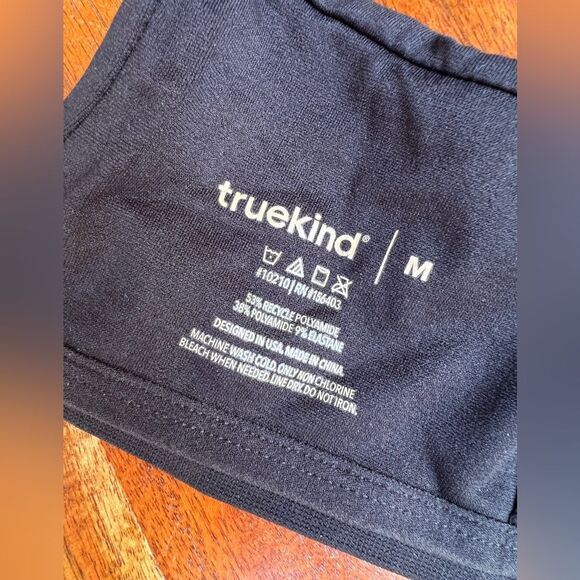 truekind® | M
#10210 | RN #186403
53% RECYCLE POLYAMIDE
38% POLYAMIDE 9% ELASTANE
DESIGNED IN USA. MADE IN CHINA.
MACHINE WASH COLD. ONLY NON CHLORINE
BLEACH WHEN NEEDED. LINE DRY. DO NOT IRON.